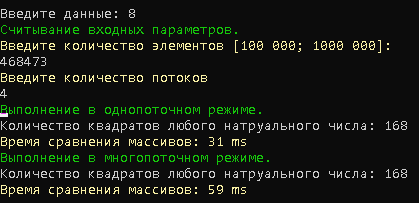 Введите данные: 8
Считывание входных параметров.
Введите количество элементов [100 000; 1000 000]:
468473
Введите количество потоков
4
Выполнение в однопоточном режиме.
Количество квадратов любого натруального числа: 168
Время сравнения массивов: 31 ms
Выполнение в многопоточном режиме.
Количество квадратов любого натруального числа: 168
Время сравнения массивов: 59 ms